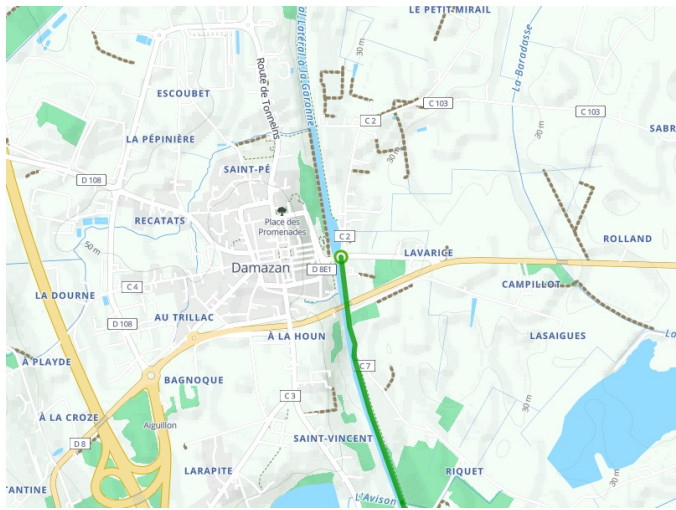 LE PETIT-MIRAIL
al Latéral à la Garonne
La Baradasse
30 m
Route de Tonneins
ESCOUBET
C 103
C 103
C 2
SABR
LA PÉPINIÈRE
30 m
30 m
SAINT-PÉ
D 108
Place des
Promenades
RECATATS
50 m
C 2
ROLLAND
LAVARICE
Damazan
D 8E1
C 4
CAMPILLOT
LA DOURNE
AU TRILLAC
D 108
À LA HOUN
LASAIGUES
La
À PLAYDE
C 7
BAGNOQUE
C 3
30 m
À LA CROZE
Aiguillon
D 8
SAINT-VINCENT
LARAPITE
RIQUET
30 m
TANTINE
L'Avison